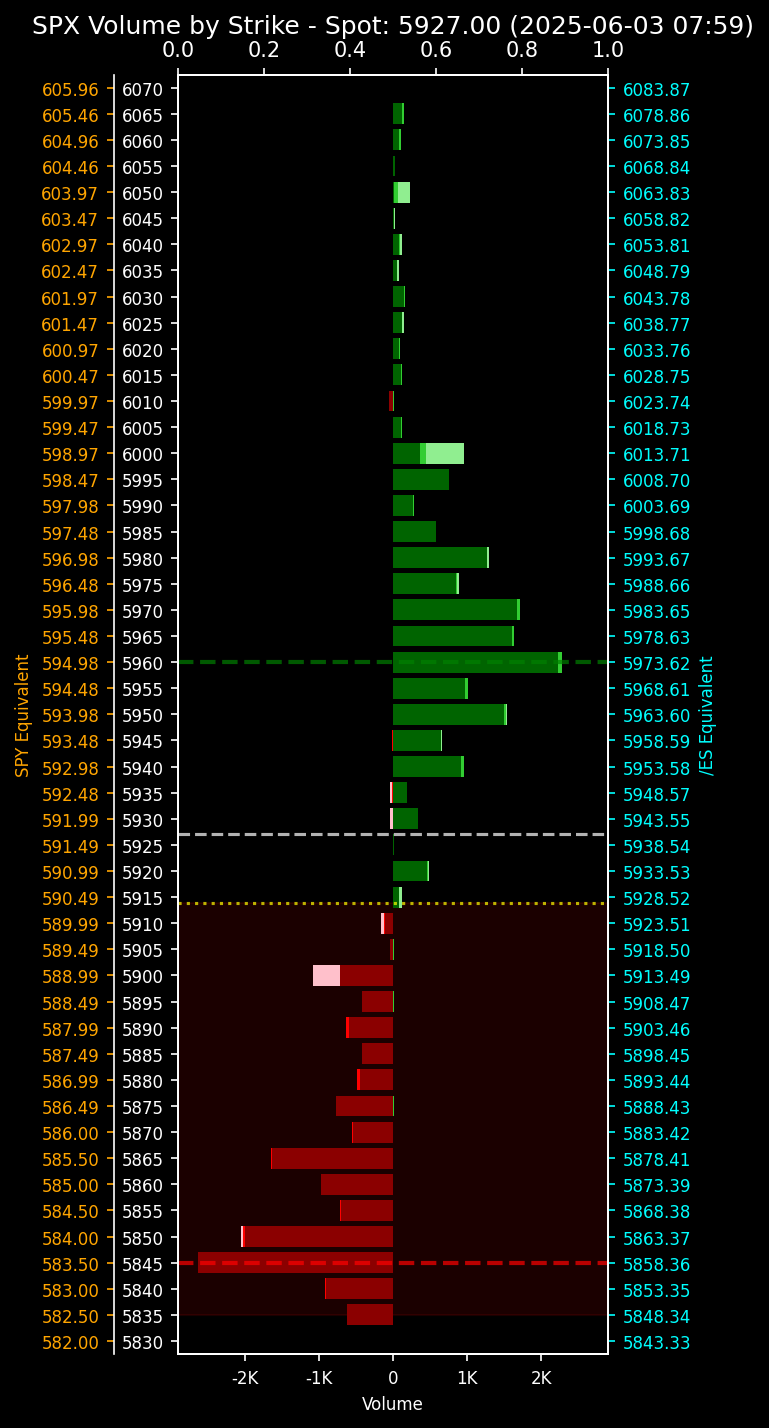 SPX Volume by Strike - Spot: 5927.00 (2025-06-03 07:59)
0.0 0.2 0.4 0.6 0.8 1.0
605.96 6070 6083.87
605.46 6065 6078.86
604.96 6060 6073.85
604.46 6055 6068.84
603.97 6050 6063.83
603.47 6045 6058.82
602.97 6040 6053.81
602.47 6035 6048.79
601.97 6030 6043.78
601.47 6025 6038.77
600.97 6020 6033.76
600.47 6015 6028.75
599.97 6010 6023.74
599.47 6005 6018.73
598.97 6000 6013.71
598.47 5995 6008.70
597.98 5990 6003.69
597.48 5985 5998.68
596.98 5980 5993.67
596.48 5975 5988.66
595.98 5970 5983.65
595.48 5965 5978.63
594.98 5960 5973.62
594.48 5955 5968.61
593.98 5950 5963.60
593.48 5945 5958.59
592.98 5940 5953.58
592.48 5935 5948.57
591.99 5930 5943.55
591.49 5925 5938.54
590.99 5920 5933.53
590.49 5915 5928.52
589.99 5910 5923.51
589.49 5905 5918.50
588.99 5900 5913.49
588.49 5895 5908.47
587.99 5890 5903.46
587.49 5885 5898.45
586.99 5880 5893.44
586.49 5875 5888.43
586.00 5870 5883.42
585.50 5865 5878.41
585.00 5860 5873.39
584.50 5855 5868.38
584.00 5850 5863.37
583.50 5845 5858.36
583.00 5840 5853.35
582.50 5835 5848.34
582.00 5830 5843.33
SPY Equivalent
/ES Equivalent
-2K -1K 0 1K 2K
Volume